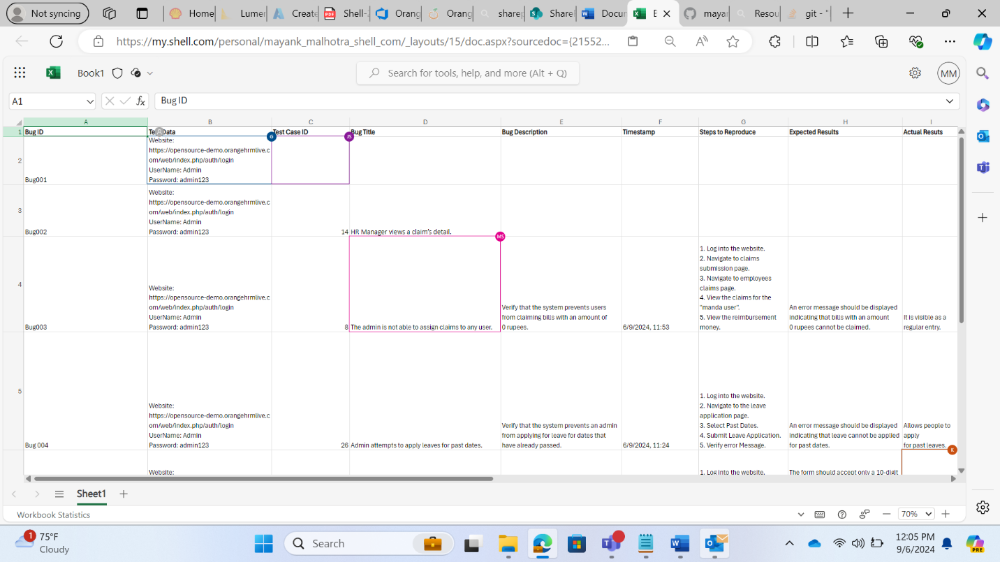 Not syncing
Home
Lumer
Create
Shell-
Orang
Orang
sharep
Share
Docur
E
mayar
Resou
git - "
https://my.shell.com/personal/mayank_malhotra_shell_com/_layouts/15/doc.aspx?sourcedoc={21552...
Book1
Search for tools, help, and more (Alt + Q)
MM
A1
fx
Bug ID
A B C D E F G H I
1 Bug ID Test Data Test Case ID Bug Title Bug Description Timestamp Steps to Reproduce Expected Results Actual Resuts
G
JS
2
Bug001
Website:
https://opensource-demo.orangehrmlive.c
om/web/index.php/auth/login
UserName: Admin
Password: admin123
3
Bug002
Website:
https://opensource-demo.orangehrmlive.c
om/web/index.php/auth/login
UserName: Admin
Password: admin123
14
HR Manager views a claim's detail.
MS
4
Bug003
Website:
https://opensource-demo.orangehrmlive.c
om/web/index.php/auth/login
UserName: Admin
Password: admin123
8
The admin is not able to assign claims to any user.
Verify that the system prevents users
from claiming bills with an amount of
0 rupees.
6/9/2024, 11:53
1. Log into the website.
2. Navigate to claims
submission page.
3. Navigate to employees
claims page.
4. View the claims for the
"manda user".
5. View the reimbursement
money.
An error message should be displayed
indicating that bills with an amount
0 rupees cannot be claimed.
It is visible as a
regular entry.
5
Bug 004
Website:
https://opensource-demo.orangehrmlive.c
om/web/index.php/auth/login
UserName: Admin
Password: admin123
26
Admin attempts to apply leaves for past dates.
Verify that the system prevents an admin
from applying for leave for dates that
have already passed.
6/9/2024, 11:24
1. Log into the website.
2. Navigate to the leave
application page.
3. Select Past Dates.
4. Submit Leave Application.
5. Verify error Message.
An error message should be displayed
indicating that leave cannot be applied
for past dates.
Allows people to
apply
for past leaves.
K
Website:
1. Log into the website.
The form should accept only a 10-digit
Sheet1
Workbook Statistics
70%
1
75°F
Cloudy
Search
12:05 PM
9/6/2024
PRE